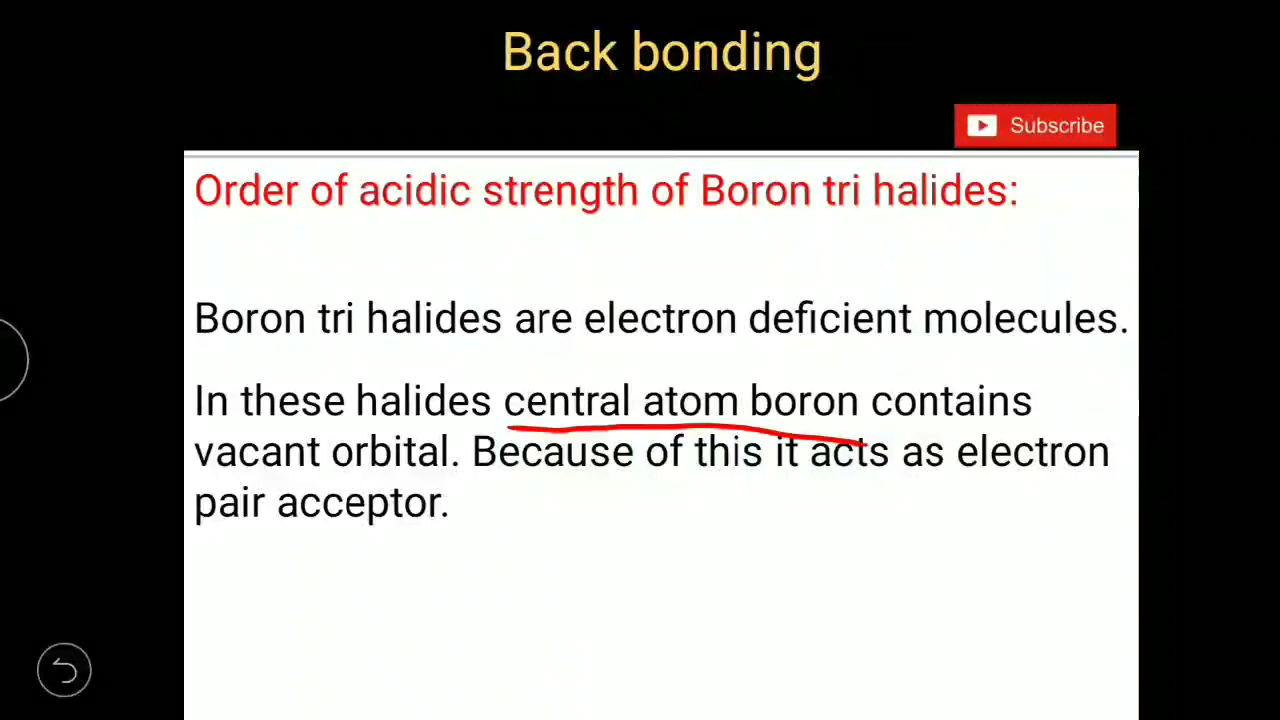 Back bonding
Subscribe
Order of acidic strength of Boron tri halides:
Boron tri halides are electron deficient molecules.
In these halides central atom boron contains
vacant orbital. Because of this it acts as electron
pair acceptor.